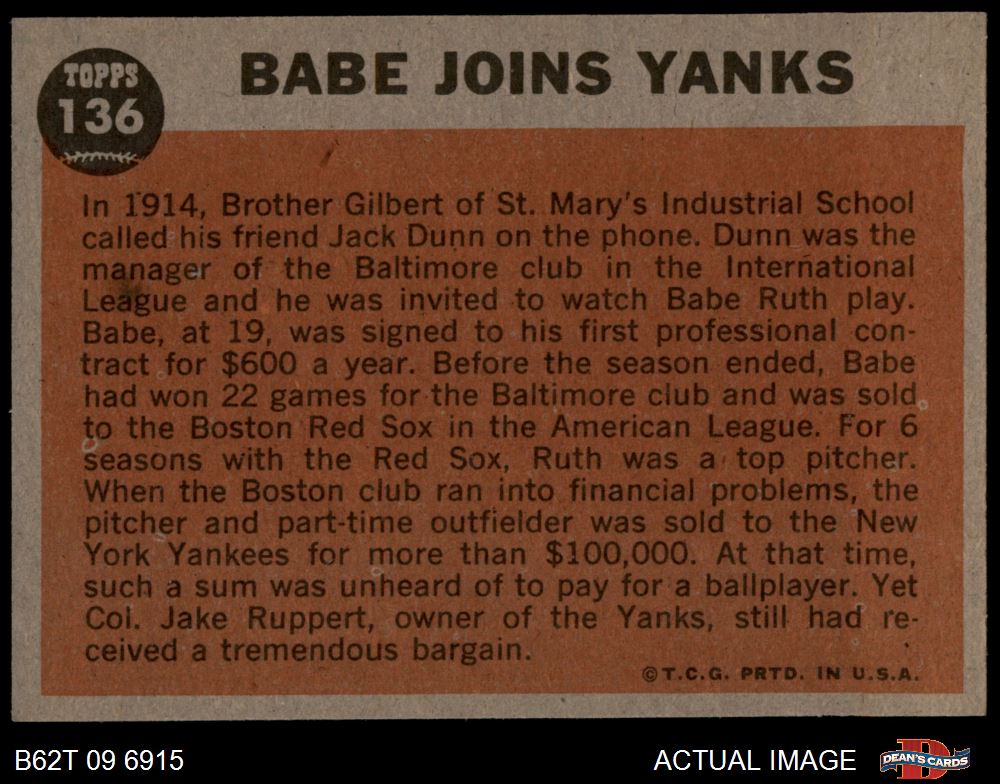 TOPPS
136
BABE JOINS YANKS
In 1914, Brother Gilbert of St. Mary's Industrial School
called his friend Jack Dunn on the phone. Dunn was the
manager of the Baltimore club in the International
League and he was invited to watch Babe Ruth play.
Babe, at 19, was signed to his first professional con-
tract for $600 a year. Before the season ended, Babe
had won 22 games for the Baltimore club and was sold
to the Boston Red Sox in the American League. For 6
seasons with the Red Sox, Ruth was a top pitcher.
When the Boston club ran into financial problems, the
pitcher and part-time outfielder was sold to the New
York Yankees for more than $100,000. At that time,
such a sum was unheard of to pay for a ballplayer. Yet
Col. Jake Ruppert, owner of the Yanks, still had re-
ceived a tremendous bargain.
©T.C.G. PRTD. IN U.S.A.
B62T 09 6915
ACTUAL IMAGE
DEAN'S CARDS